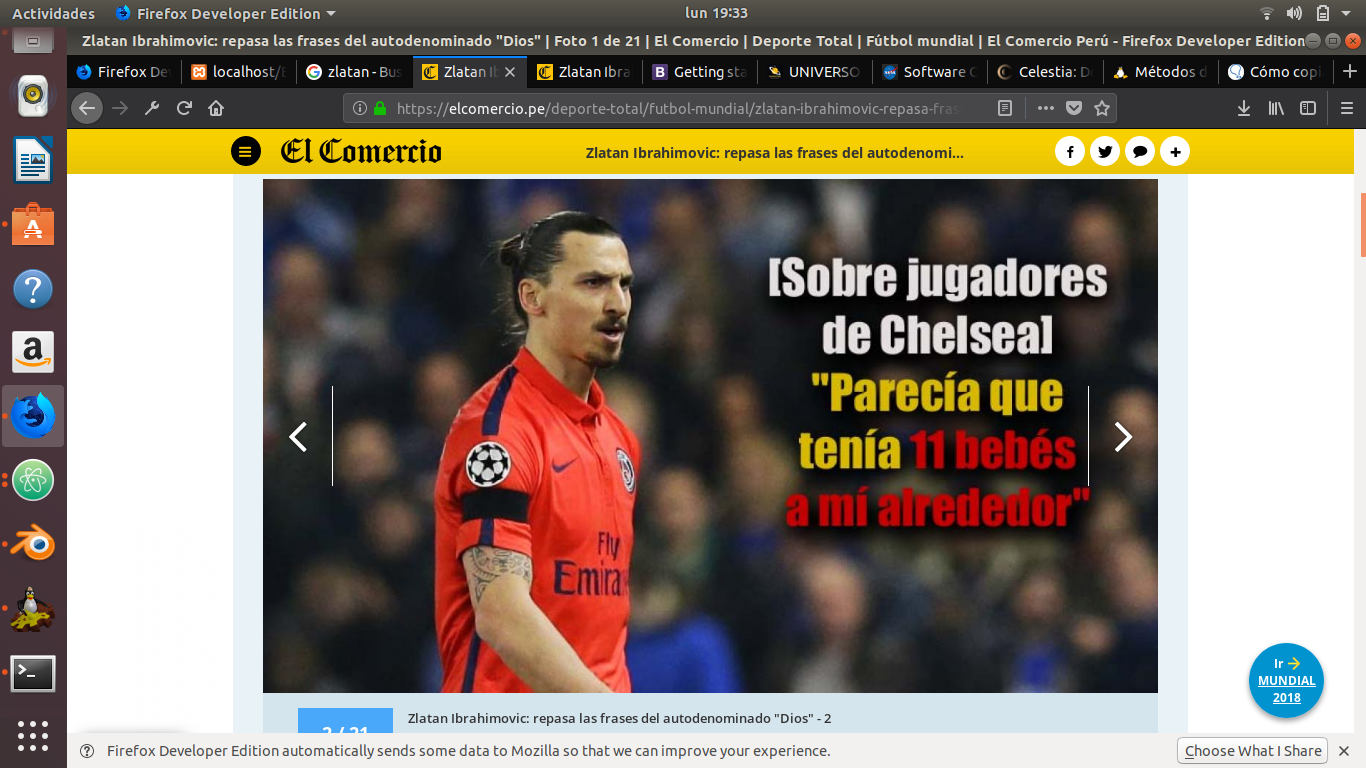 Actividades
Firefox Developer Edition
lun 19:33
Zlatan Ibrahimovic: repasa las frases del autodenominado "Dios" | Foto 1 de 21 | El Comercio | Deporte Total | Fútbol mundial | El Comercio Perú - Firefox Developer Edition
Firefox De
localhost/
zlatan - Bus
Zlatan I
Zlatan Ibra
Getting sta
UNIVERSO
Software
Celestia: D
Métodos d
Cómo copi
https://elcomercio.pe/deporte-total/futbol-mundial/zlatan-ibrahimovic-repasa-fras
El Comercio
Zlatan Ibrahimovic: repasa las frases del autodenomi...
[Sobre jugadores
de Chelsea]
"Parecía que
tenía 11 bebés
a mí alrededor"
Fly
Emira
Ir
MUNDIAL
2018
Zlatan Ibrahimovic: repasa las frases del autodenominado "Dios" - 2
2 / 21
Firefox Developer Edition automatically sends some data to Mozilla so that we can improve your experience.
Choose What I Share